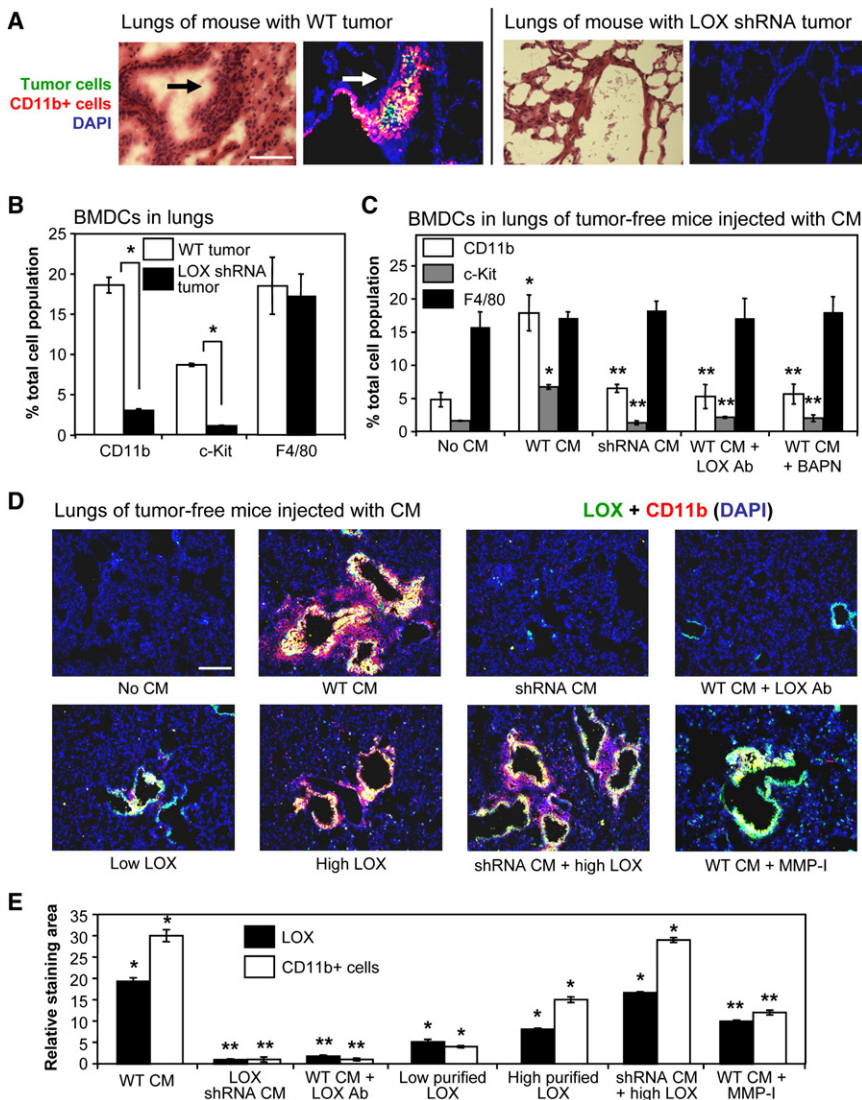 A
Lungs of mouse with WT tumor
Lungs of mouse with LOX shRNA tumor
Tumor cells
CD11b+ cells
DAPI
B
BMDCs in lungs
% total cell population
25
20
15
10
5
0
WT tumor
LOX shRNA
tumor
*
*
CD11b
c-Kit
F4/80
C
BMDCs in lungs of tumor-free mice injected with CM
% total cell population
25
20
15
10
5
0
CD11b
c-Kit
F4/80
*
*
**
**
**
**
**
**
No CM
WT CM
shRNA CM
WT CM +
LOX Ab
WT CM
+ BAPN
D
Lungs of tumor-free mice injected with CM
LOX + CD11b (DAPI)
No CM
WT CM
shRNA CM
WT CM + LOX Ab
Low LOX
High LOX
shRNA CM + high LOX
WT CM + MMP-I
E
Relative staining area
35
30
25
20
15
10
5
0
LOX
CD11b+ cells
*
*
**
**
**
**
*
*
*
*
*
*
**
**
WT CM
LOX
shRNA CM
WT CM +
LOX Ab
Low purified
LOX
High purified
LOX
shRNA CM
+ high LOX
WT CM +
MMP-I